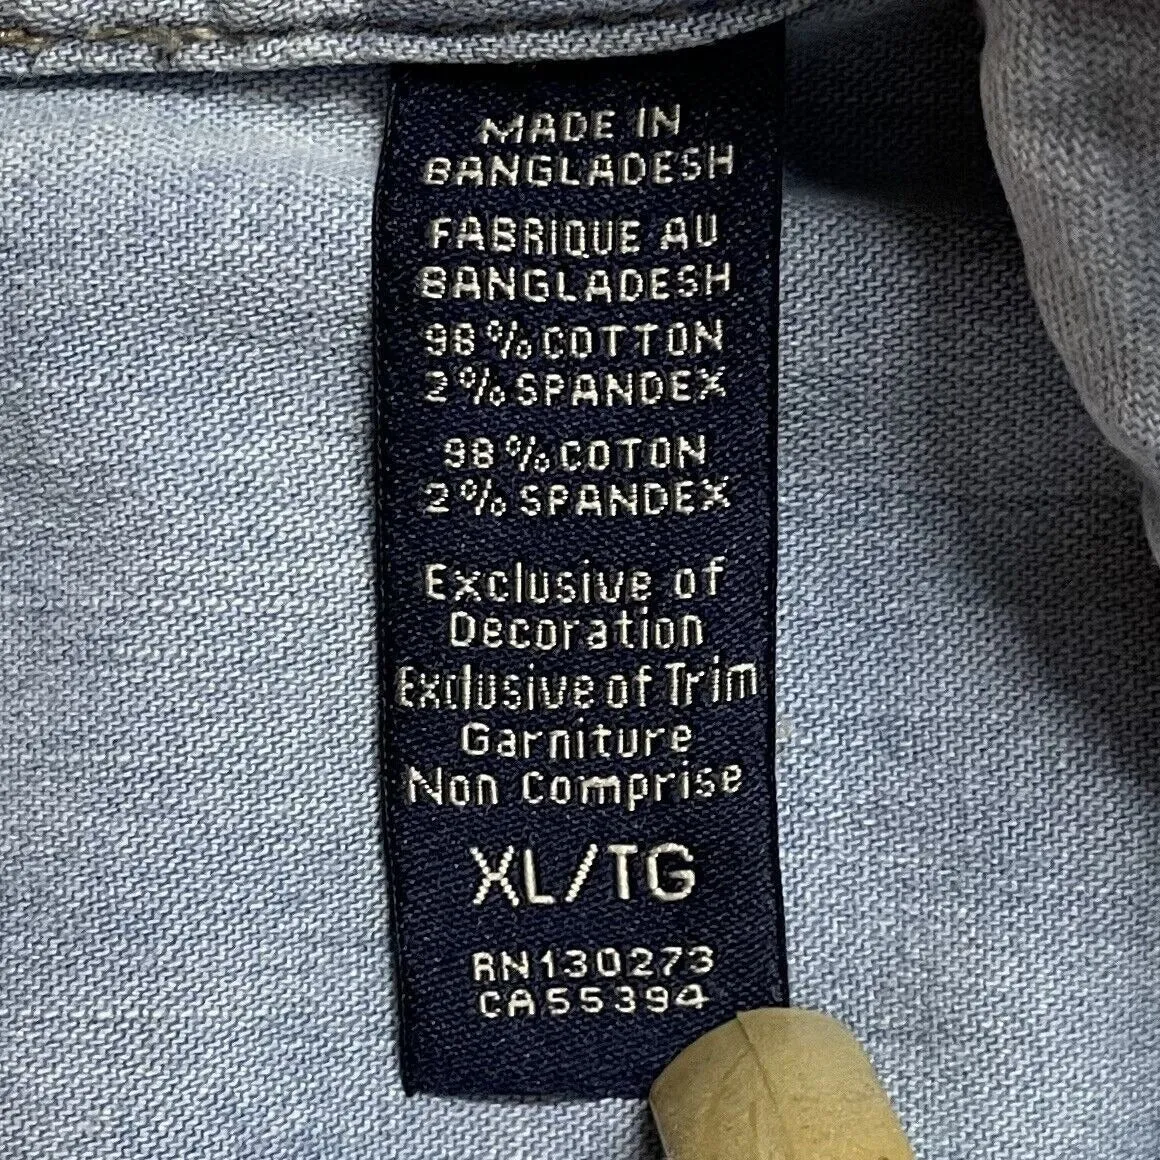 MADE IN
BANGLADESH
FABRIQUE AU
BANGLADESH
98% COTTON
2% SPANDEX
98% COTON
2% SPANDEX
Exclusive of
Decoration
Exclusive of Trim
Garniture
Non Comprise
XL/TG
RN130273
CA55394